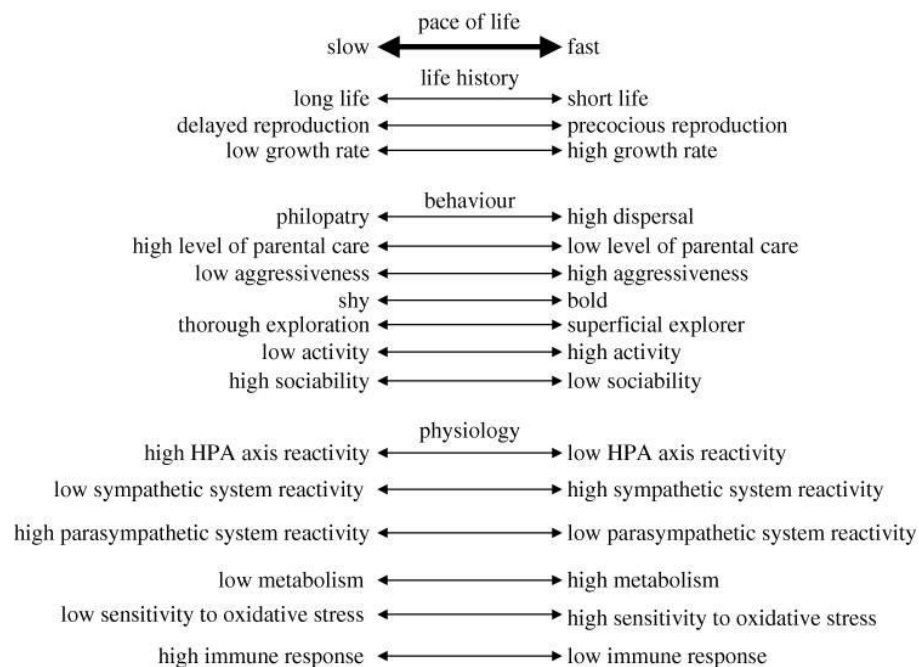 pace of life
slow fast
life history
long life short life
delayed reproduction precocious reproduction
low growth rate high growth rate
behaviour
philopatry high dispersal
high level of parental care low level of parental care
low aggressiveness high aggressiveness
shy bold
thorough exploration superficial explorer
low activity high activity
high sociability low sociability
physiology
high HPA axis reactivity low HPA axis reactivity
low sympathetic system reactivity high sympathetic system reactivity
high parasympathetic system reactivity low parasympathetic system reactivity
low metabolism high metabolism
low sensitivity to oxidative stress high sensitivity to oxidative stress
high immune response low immune response